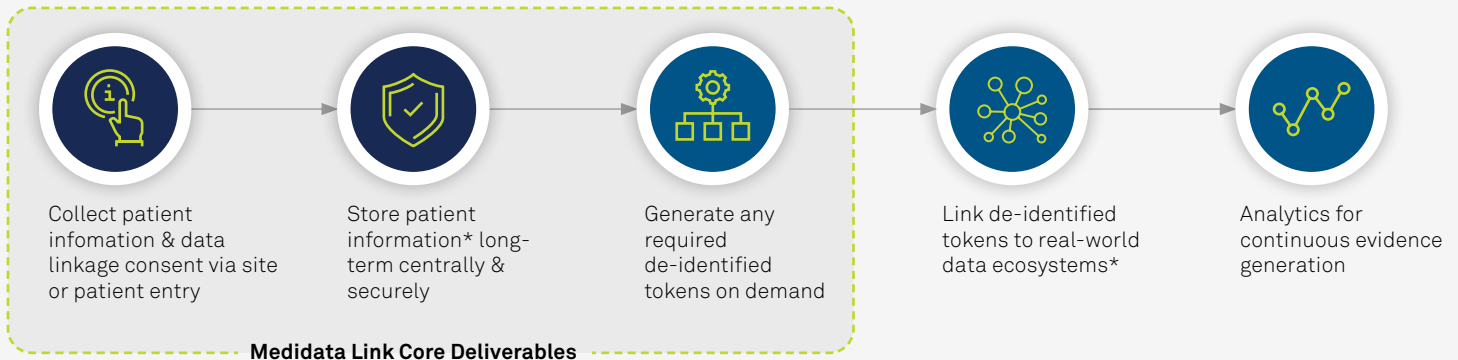 i
Collect patient
infomation & data
linkage consent via site
or patient entry
Store patient
information* long-
term centrally &
securely
Generate any
required
de-identified
tokens on demand
Link de-identified
tokens to real-world
data ecosystems*
Analytics for
continuous evidence
generation
Medidata Link Core Deliverables